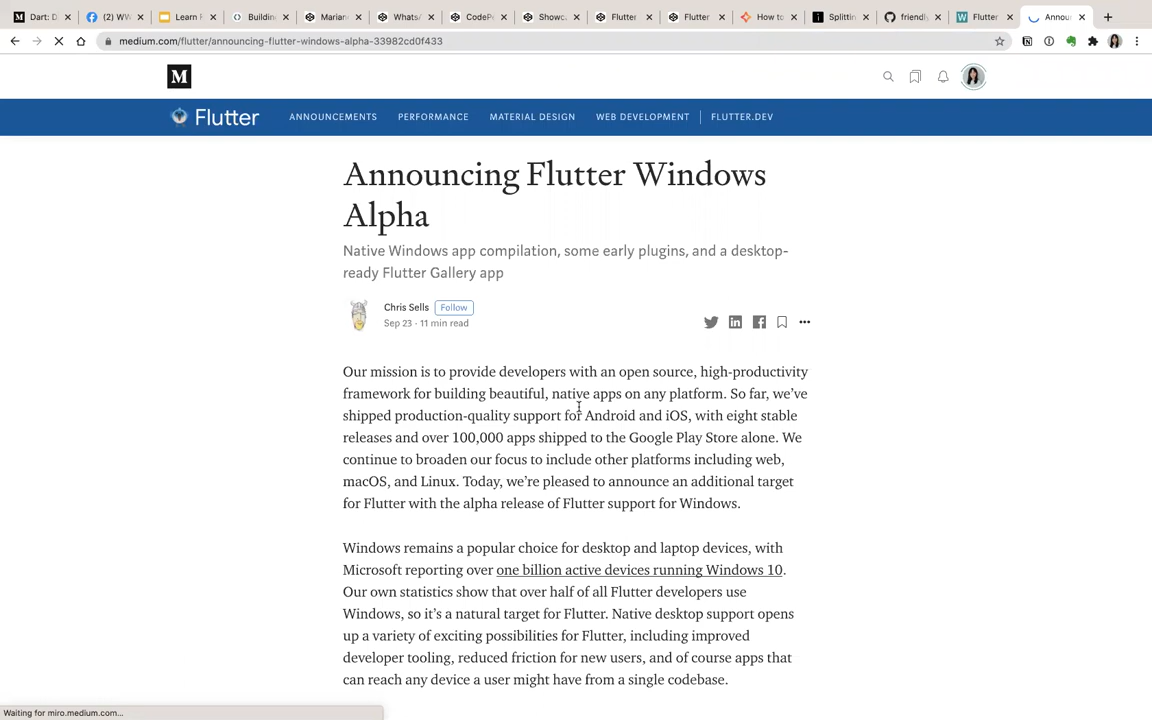 Dart: D
(2) WW
Learn
Building
Marian
Whats
CodeP
Showc
Flutter
Flutter
How to
Splittin
friendl
Flutter
Annou
medium.com/flutter/announcing-flutter-windows-alpha-33982cd0f433
M
Flutter
ANNOUNCEMENTS
PERFORMANCE
MATERIAL DESIGN
WEB DEVELOPMENT
FLUTTER.DEV
Announcing Flutter Windows
Alpha
Native Windows app compilation, some early plugins, and a desktop-
ready Flutter Gallery app
Chris Sells Follow
Sep 23 · 11 min read
Our mission is to provide developers with an open source, high-productivity
framework for building beautiful, native apps on any platform. So far, we’ve
shipped production-quality support for Android and iOS, with eight stable
releases and over 100,000 apps shipped to the Google Play Store alone. We
continue to broaden our focus to include other platforms including web,
macOS, and Linux. Today, we’re pleased to announce an additional target
for Flutter with the alpha release of Flutter support for Windows.
Windows remains a popular choice for desktop and laptop devices, with
Microsoft reporting over one billion active devices running Windows 10.
Our own statistics show that over half of all Flutter developers use
Windows, so it’s a natural target for Flutter. Native desktop support opens
up a variety of exciting possibilities for Flutter, including improved
developer tooling, reduced friction for new users, and of course apps that
can reach any device a user might have from a single codebase.
Waiting for miro.medium.com...